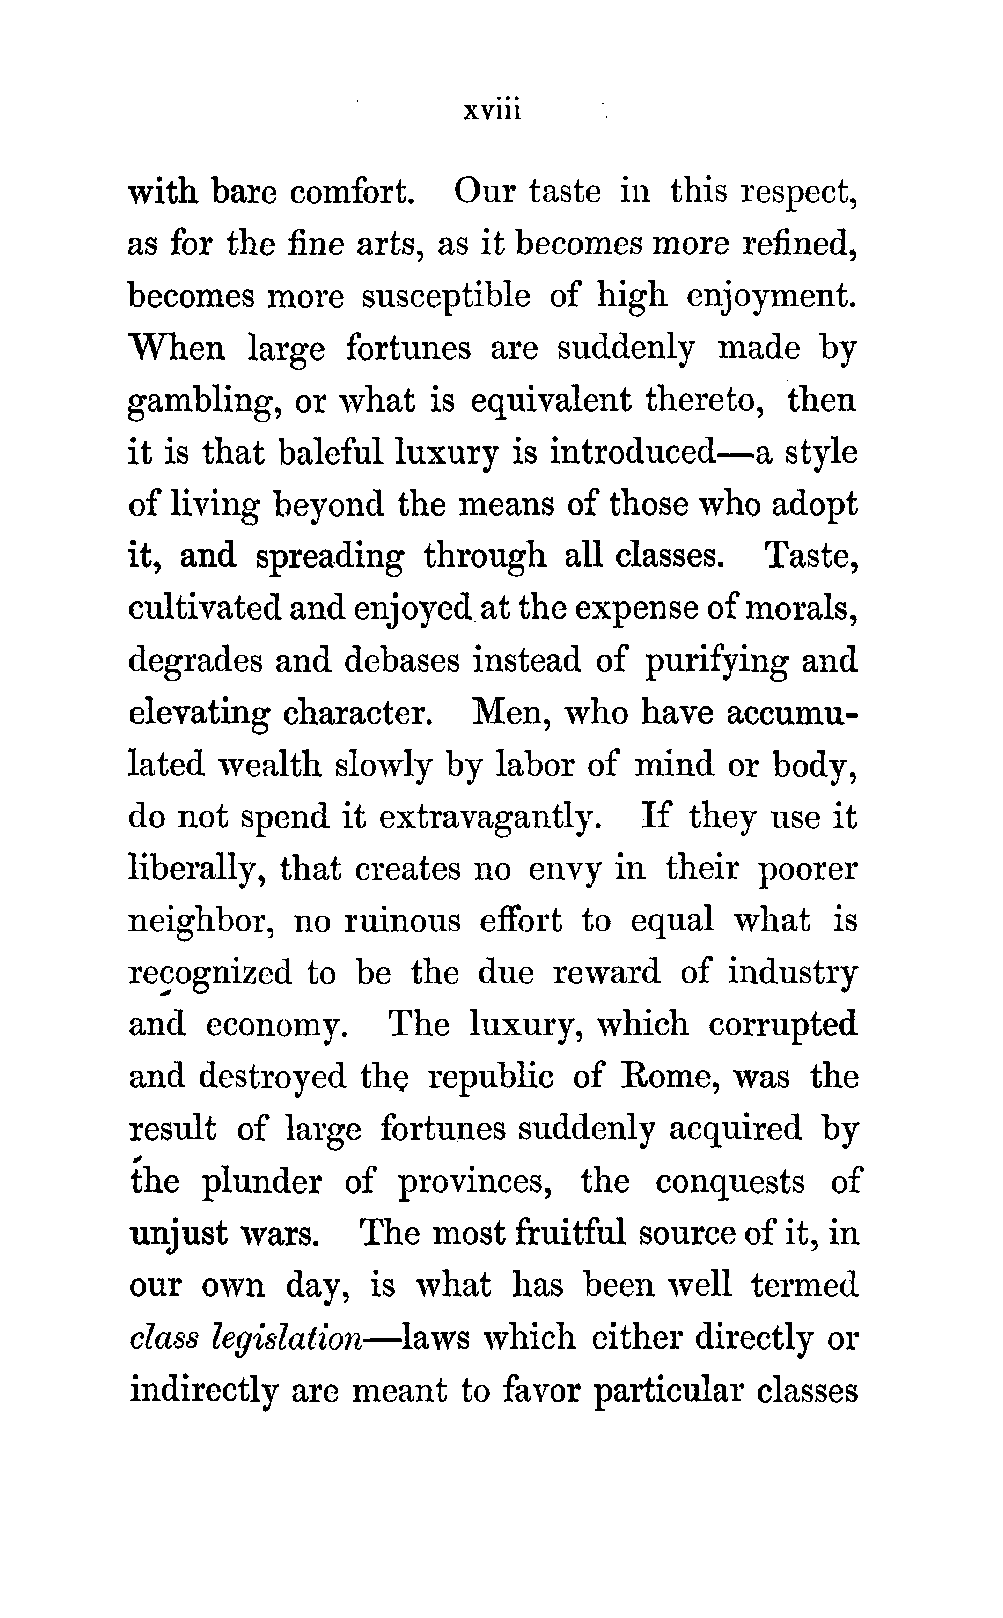 xviii
with bare comfort. Our taste in this respect,
as for the fine arts, as it becomes more refined,
becomes more susceptible of high enjoyment.
When large fortunes are suddenly made by
gambling, or what is equivalent thereto, then
it is that baleful luxury is introduced—a style
of living beyond the means of those who adopt
it, and spreading through all classes. Taste,
cultivated and enjoyed at the expense of morals,
degrades and debases instead of purifying and
elevating character. Men, who have accumu-
lated wealth slowly by labor of mind or body,
do not spend it extravagantly. If they use it
liberally, that creates no envy in their poorer
neighbor, no ruinous effort to equal what is
recognized to be the due reward of industry
and economy. The luxury, which corrupted
and destroyed the republic of Rome, was the
result of large fortunes suddenly acquired by
the plunder of provinces, the conquests of
unjust wars. The most fruitful source of it, in
our own day, is what has been well termed
class legislation—laws which either directly or
indirectly are meant to favor particular classes